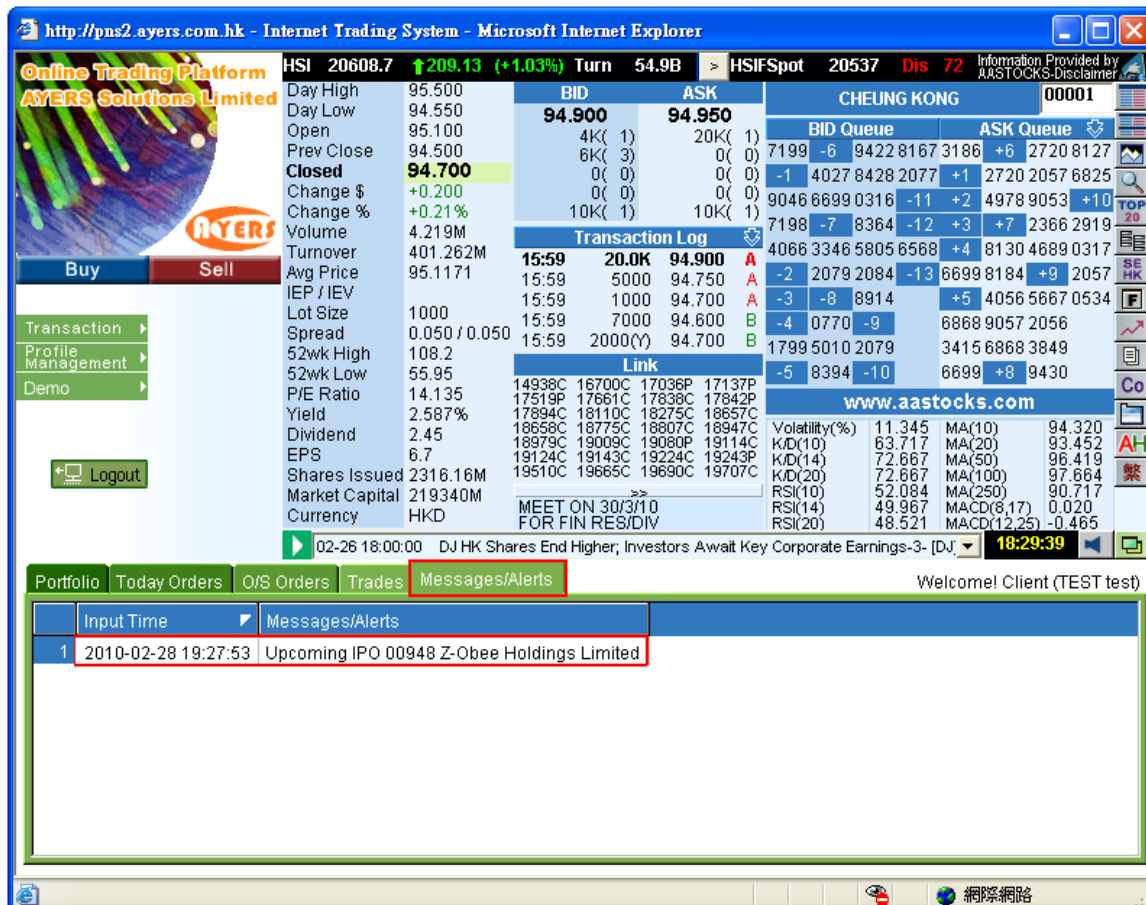 http://pns2.ayers.com.hk - Internet Trading System - Microsoft Internet Explorer
Online Trading Platform
AYERS Solutions Limited
AYERS
Buy Sell
Transaction
Profile Management
Demo
Logout
HSI 20608.7 209.13 (+1.03%) Turn 54.9B > HSIFSpot 20537 Dis 72 Information Provided by AASTOCKS-Disclaimer
Day High 95.500
Day Low 94.550
Open 95.100
Prev Close 94.500
Closed 94.700
Change $ +0.200
Change % +0.21%
Volume 4.219M
Turnover 401.262M
Avg Price 95.1171
IEP / IEV
Lot Size 1000
Spread 0.050 / 0.050
52wk High 108.2
52wk Low 55.95
P/E Ratio 14.135
Yield 2.587%
Dividend 2.45
EPS 6.7
Shares Issued 2316.16M
Market Capital 219340M
Currency HKD
BID ASK
94.900 94.950
4K( 1) 20K( 1)
6K( 3) 0( 0)
0( 0) 0( 0)
0( 0) 0( 0)
10K( 1) 10K( 1)
Transaction Log
15:59 20.0K 94.900 A
15:59 5000 94.750 A
15:59 1000 94.700 A
15:59 7000 94.600 B
15:59 2000(Y) 94.700 B
Link
14938C 16700C 17036P 17137P
17519P 17661C 17838C 17842P
17894C 18110C 18275C 18657C
18658C 18775C 18807C 18947C
18979C 19009C 19080P 19114C
19124C 19143C 19224C 19243P
19510C 19665C 19690C 19707C
>>
MEET ON 30/3/10
FOR FIN RES/DIV
CHEUNG KONG 00001
BID Queue ASK Queue
7199 -6 9422 8167 3186 +6 2720 8127
-1 4027 8428 2077 +1 2720 2057 6825
9046 6699 0316 -11 +2 4978 9053 +10
7198 -7 8364 -12 +3 +7 2366 2919
4066 3346 5805 6568 +4 8130 4689 0317
-2 2079 2084 -13 6699 8184 +9 2057
-3 -8 8914 +5 4056 5667 0534
-4 0770 -9 6868 9057 2056
1799 5010 2079 3415 6868 3849
-5 8394 -10 6699 +8 9430
www.aastocks.com
Volatility(%) 11.345 MA(10) 94.320
K/D(10) 63.717 MA(20) 93.452
K/D(14) 72.667 MA(50) 96.419
K/D(20) 72.667 MA(100) 97.664
RSI(10) 52.084 MA(250) 90.717
RSI(14) 49.967 MACD(8,17) 0.020
RSI(20) 48.521 MACD(12,25) -0.465
TOP 20
SE HK
F
Co
AH
繁
02-26 18:00:00 DJ HK Shares End Higher; Investors Await Key Corporate Earnings-3- [DJ] 18:29:39
Portfolio Today Orders O/S Orders Trades Messages/Alerts Welcome! Client (TEST test)
Input Time Messages/Alerts
1 2010-02-28 19:27:53 Upcoming IPO 00948 Z-Obee Holdings Limited
網際網路